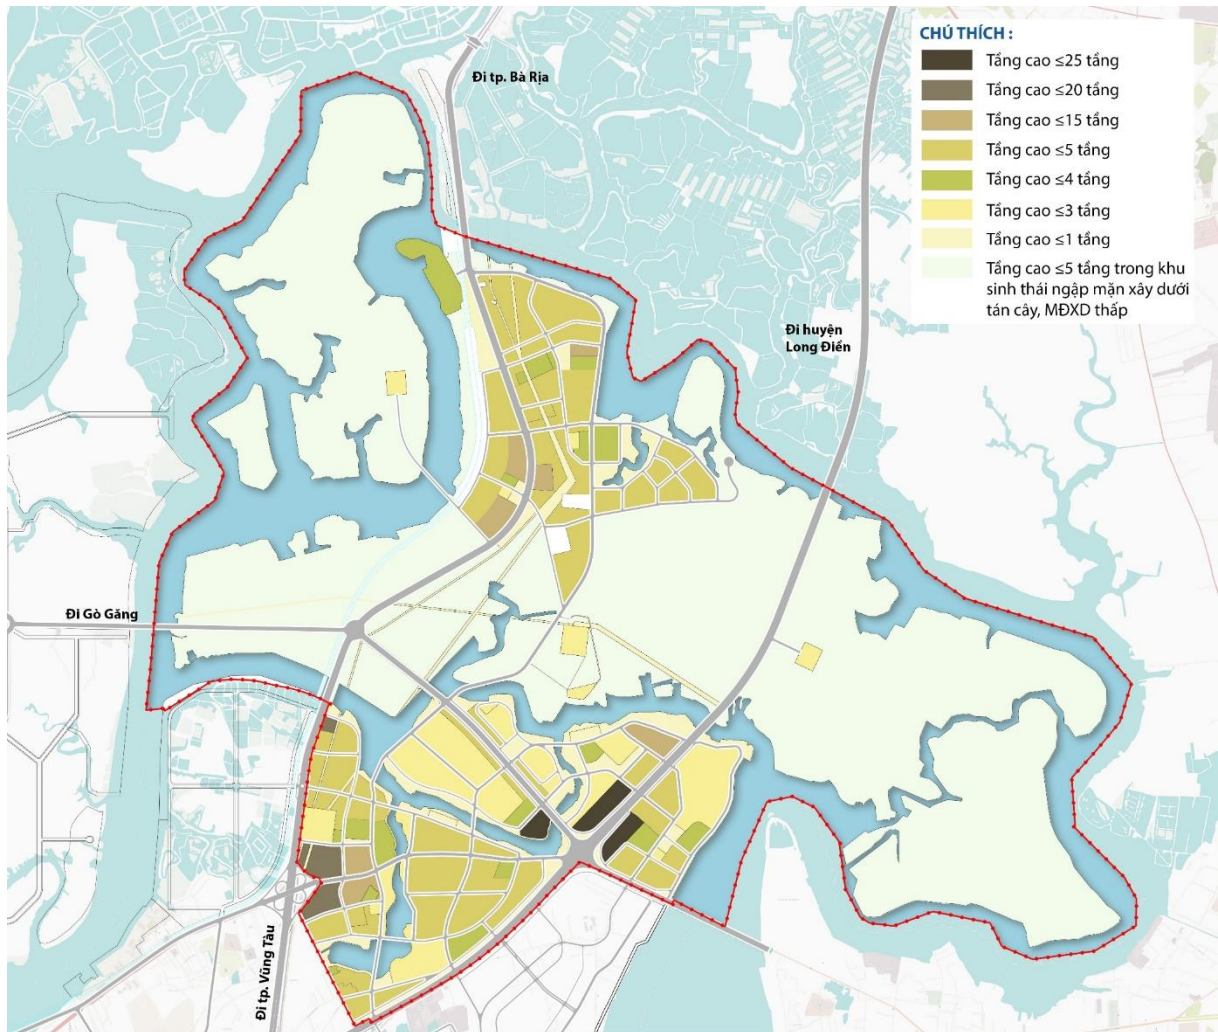 CHÚ THÍCH :
Tầng cao ≤25 tầng
Tầng cao ≤20 tầng
Tầng cao ≤15 tầng
Tầng cao ≤5 tầng
Tầng cao ≤4 tầng
Tầng cao ≤3 tầng
Tầng cao ≤1 tầng
Tầng cao ≤5 tầng trong khu
sinh thái ngập mặn xây dưới
tán cây, MĐXD thấp
Đi tp. Bà Rịa
Đi huyện
Long Điền
Đi Gò Găng
Đi tp. Vũng Tàu